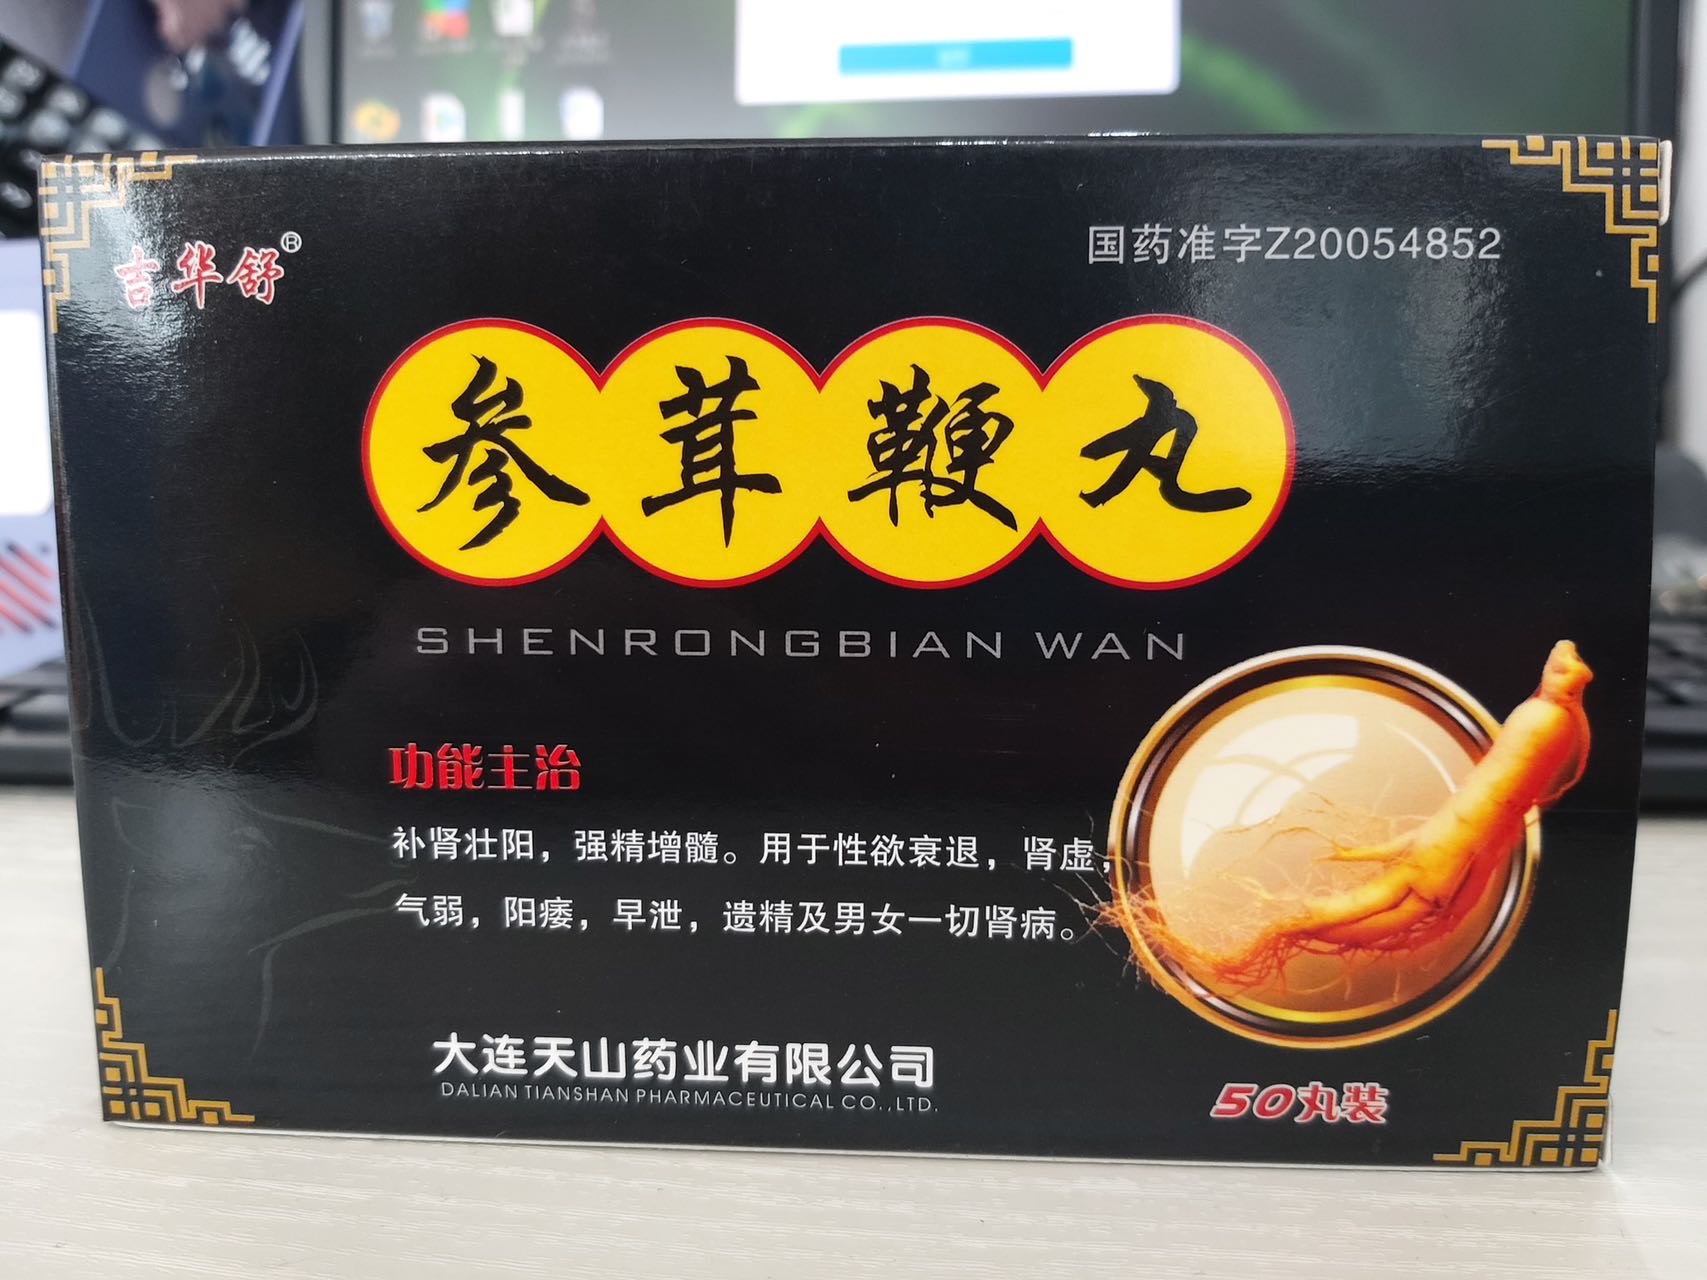 吉华舒®
国药准字Z20054852
参茸鞭丸
SHENRONGBIAN WAN
功能主治
补肾壮阳，强精增髓。用于性欲衰退，肾虚，
气弱，阳痿，早泄，遗精及男女一切肾病。
大连天山药业有限公司
DALIAN TIANSHAN PHARMACEUTICAL CO.,LTD.
50丸装